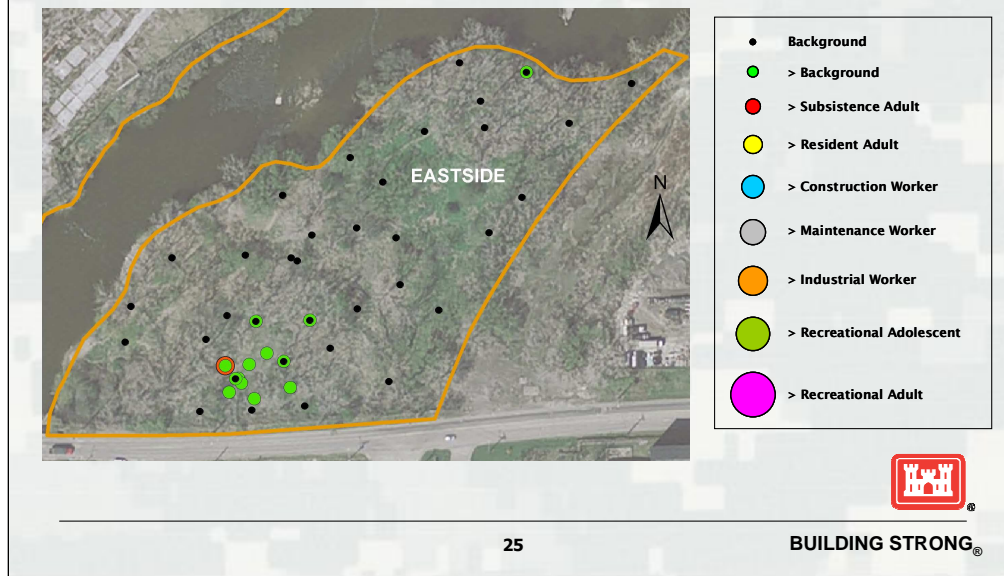 EASTSIDE
N
Background
> Background
> Subsistence Adult
> Resident Adult
> Construction Worker
> Maintenance Worker
> Industrial Worker
> Recreational Adolescent
> Recreational Adult
®
25
BUILDING STRONG®